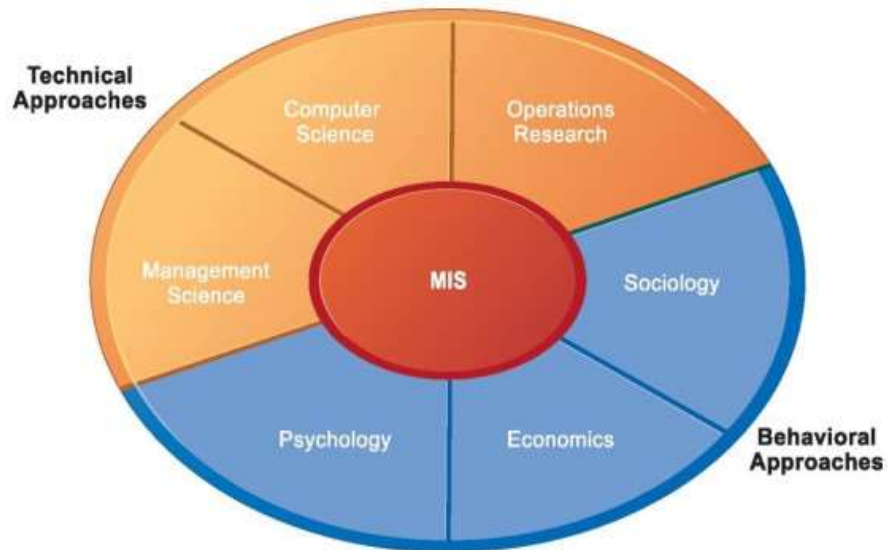 Technical
Approaches
Computer
Science
Operations
Research
Management
Science
MIS
Sociology
Psychology
Economics
Behavioral
Approaches